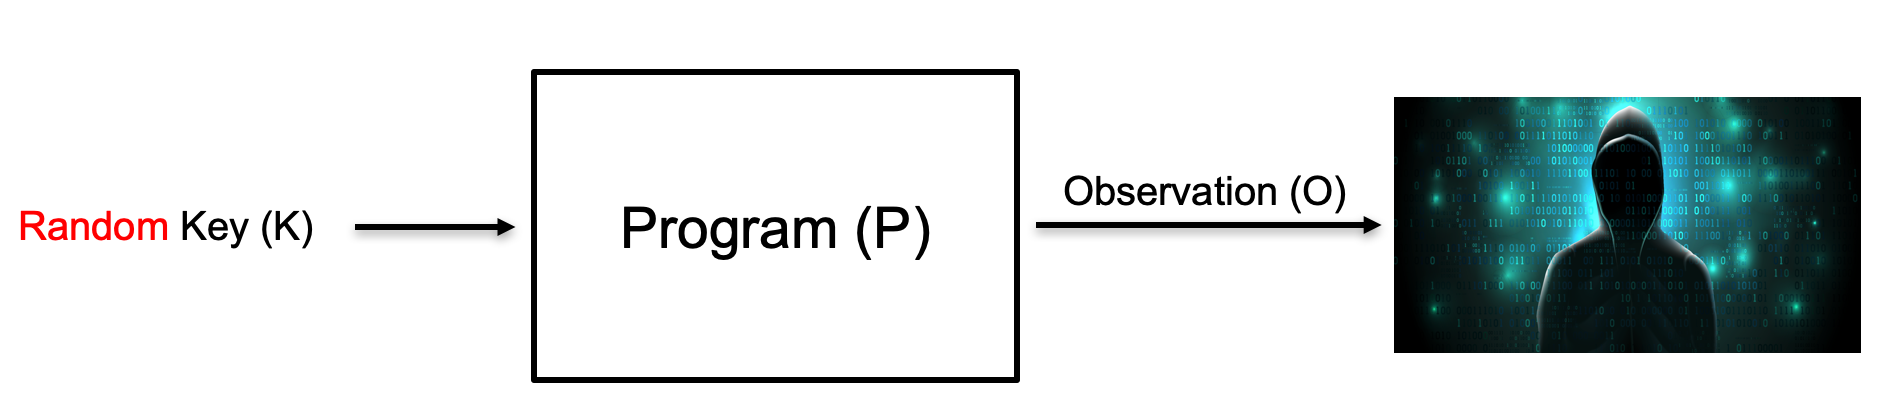 Random Key (K)
Program (P)
Observation (O)